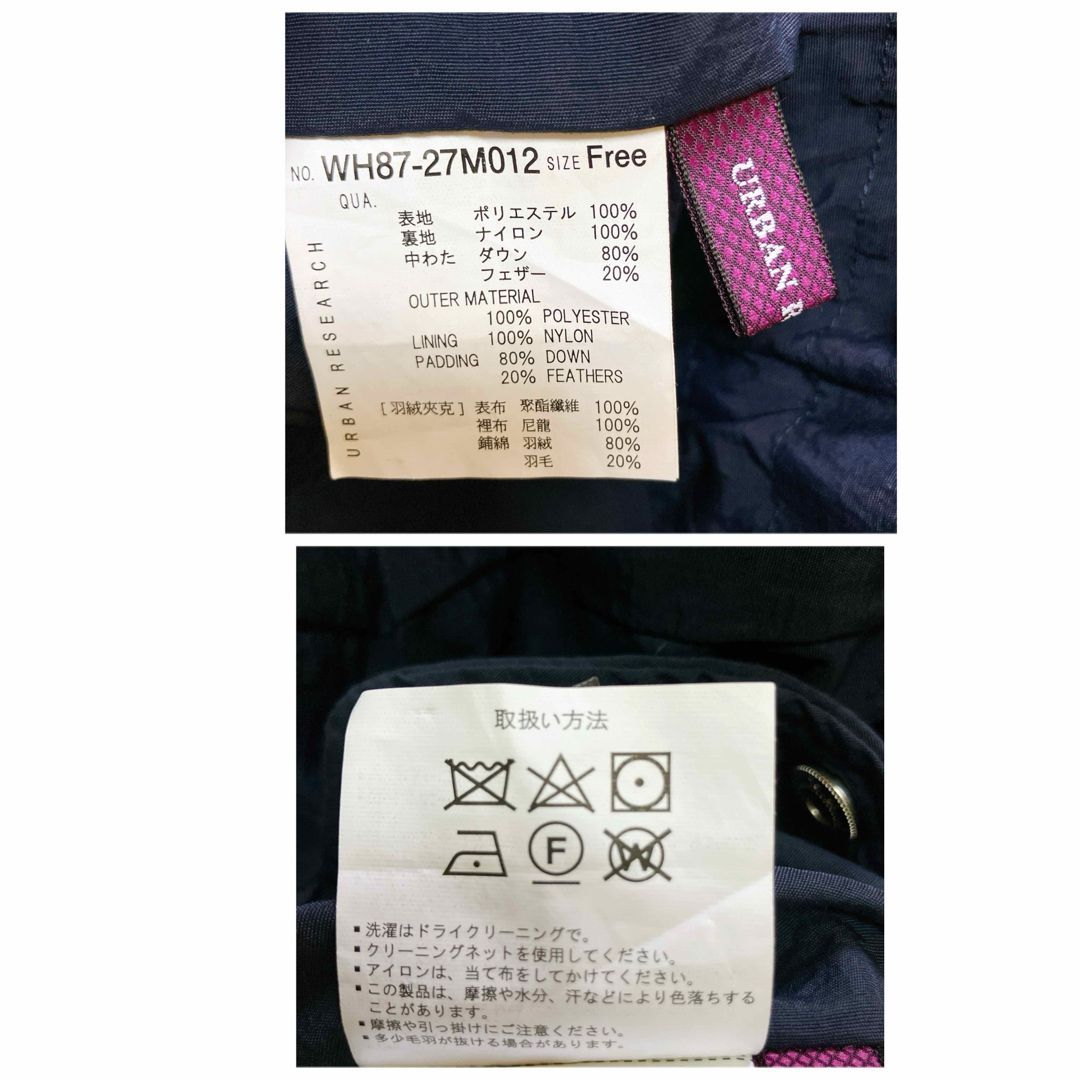 NO. WH87-27M012 SIZE Free
QUA.
表地 ポリエステル 100%
裏地 ナイロン 100%
中わた ダウン 80%
フェザー 20%
OUTER MATERIAL
100% POLYESTER
LINING 100% NYLON
PADDING 80% DOWN
20% FEATHERS
[羽絨夾克] 表布 聚酯纖維 100%
裡布 尼龍 100%
鋪綿 羽絨 80%
羽毛 20%
URBAN RESEARCH
URBAN R
取扱い方法
F
W
▪洗濯はドライクリーニングで。
▪クリーニングネットを使用してください。
▪アイロンは、当て布をしてかけてください。
▪この製品は、摩擦や水分、汗などにより色落ちする
ことがあります。
▪摩擦や引っ掛けにご注意ください。
▪多少毛羽が抜ける場合があります。